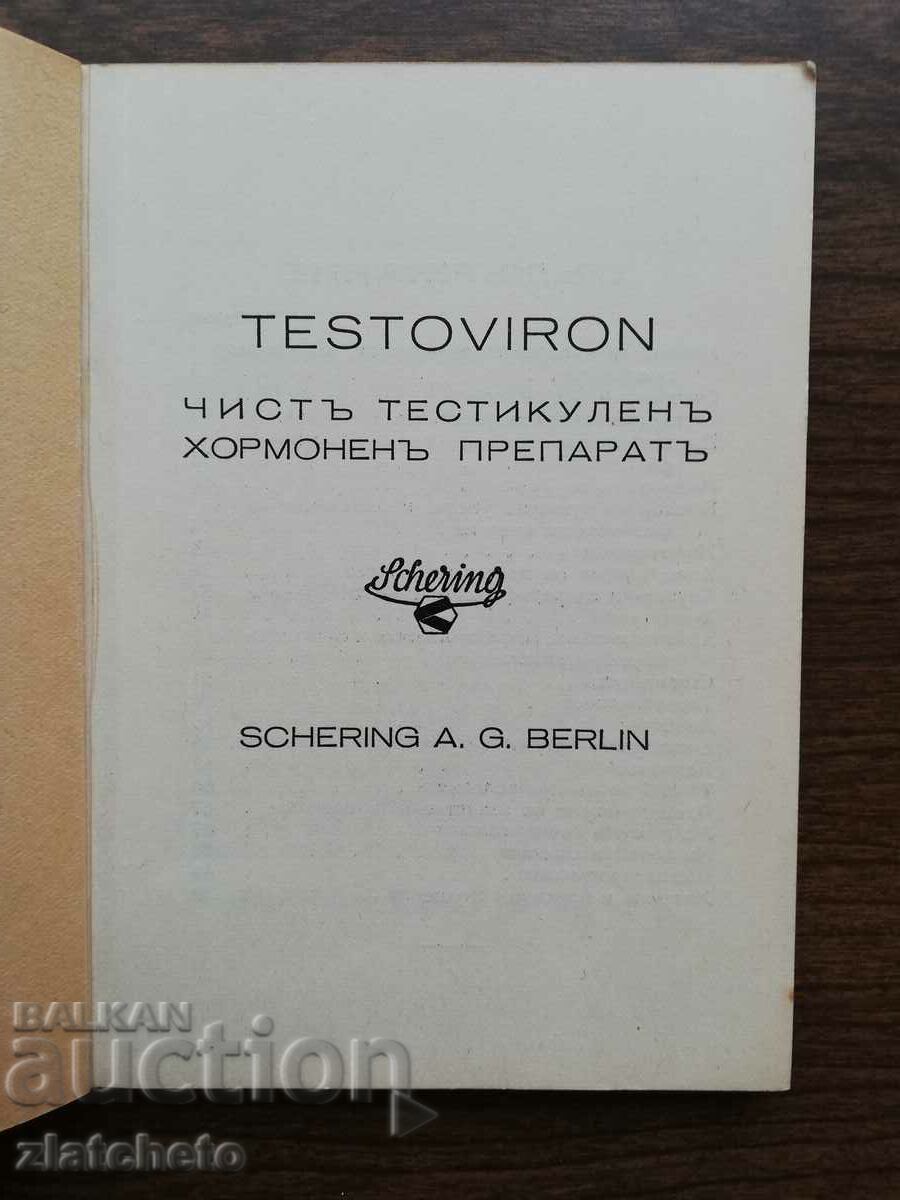 TESTOVIRON
ЧИСТЪ ТЕСТИКУЛЕНЪ
ХОРМОНЕНЪ ПРЕПАРАТЪ
Schering
SCHERING A. G. BERLIN
BALKAN
auction
zlatcheto